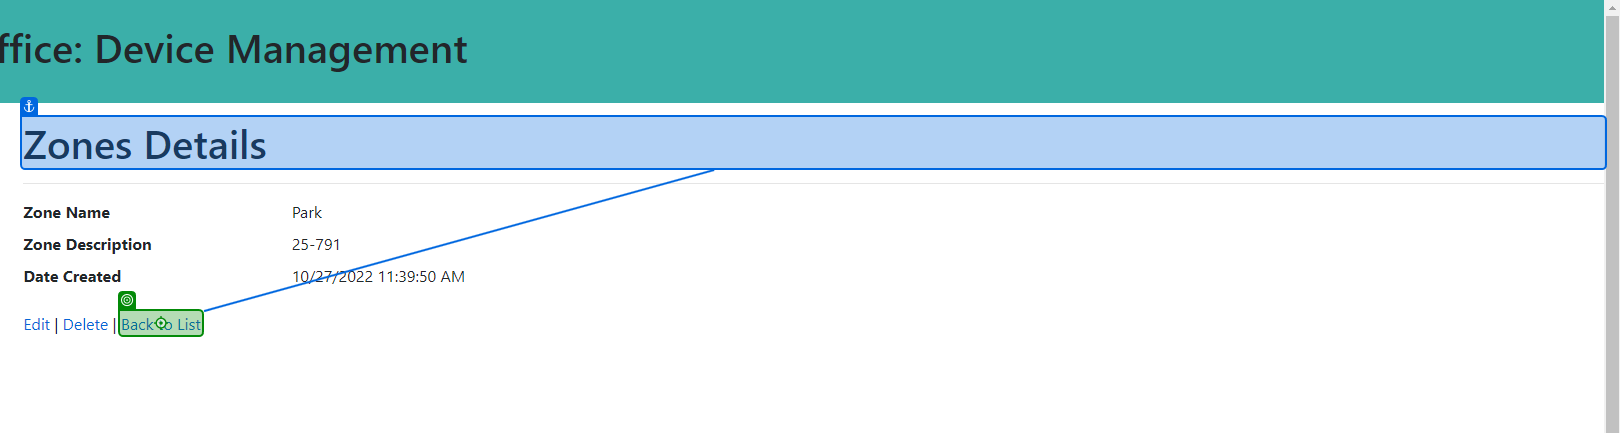 ffice: Device Management
Zones Details
Zone Name Park
Zone Description 25-791
Date Created 10/27/2022 11:39:50 AM
Edit | Delete | Back to List